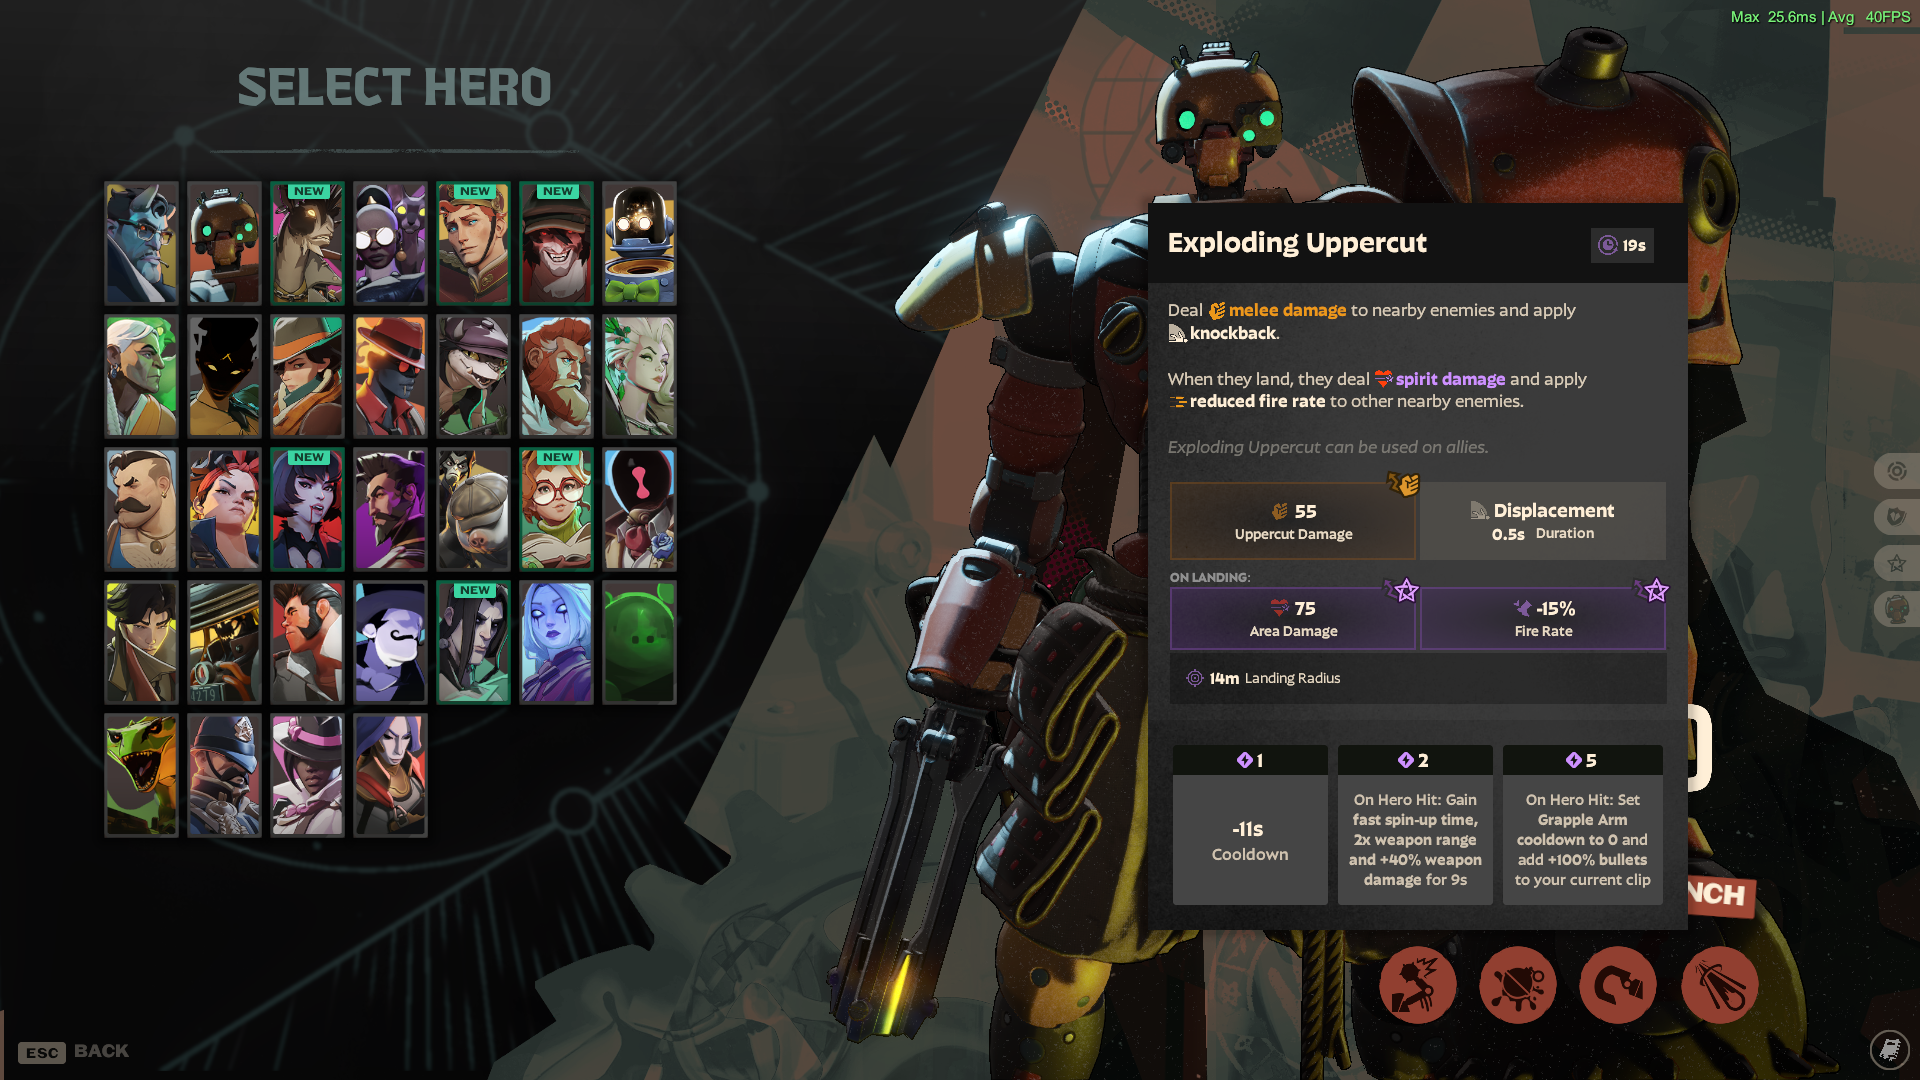 Max 25.6ms | Avg 40FPS
SELECT HERO
NEW
NEW
NEW
NEW
NEW
NEW
4279
Exploding Uppercut
19s
Deal melee damage to nearby enemies and apply
knockback.
When they land, they deal spirit damage and apply
reduced fire rate to other nearby enemies.
Exploding Uppercut can be used on allies.
55
Uppercut Damage
Displacement
0.5s Duration
ON LANDING:
75
Area Damage
-15%
Fire Rate
14m Landing Radius
1
-11s
Cooldown
2
On Hero Hit: Gain
fast spin-up time,
2x weapon range
and +40% weapon
damage for 9s
5
On Hero Hit: Set
Grapple Arm
cooldown to 0 and
add +100% bullets
to your current clip
NCH
ESC BACK